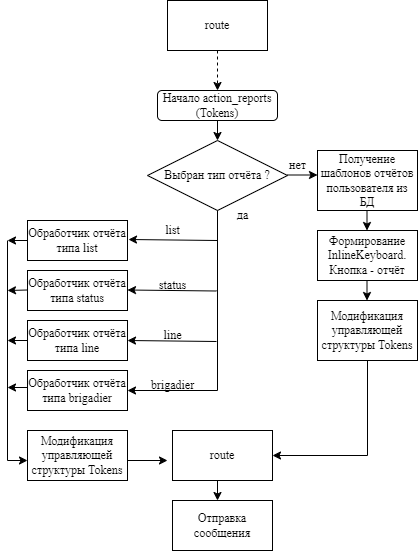 route
Начало action_reports
(Tokens)
Выбран тип отчёта ?
нет
да
Получение
шаблонов отчётов
пользователя из
БД
list
Обработчик отчёта
типа list
Формирование
InlineKeyboard.
Кнопка - отчёт
status
Обработчик отчёта
типа status
Модификация
управляющей
структуры Tokens
line
Обработчик отчёта
типа line
brigadier
Обработчик отчёта
типа brigadier
Модификация
управляющей
структуры Tokens
route
Отправка
сообщения